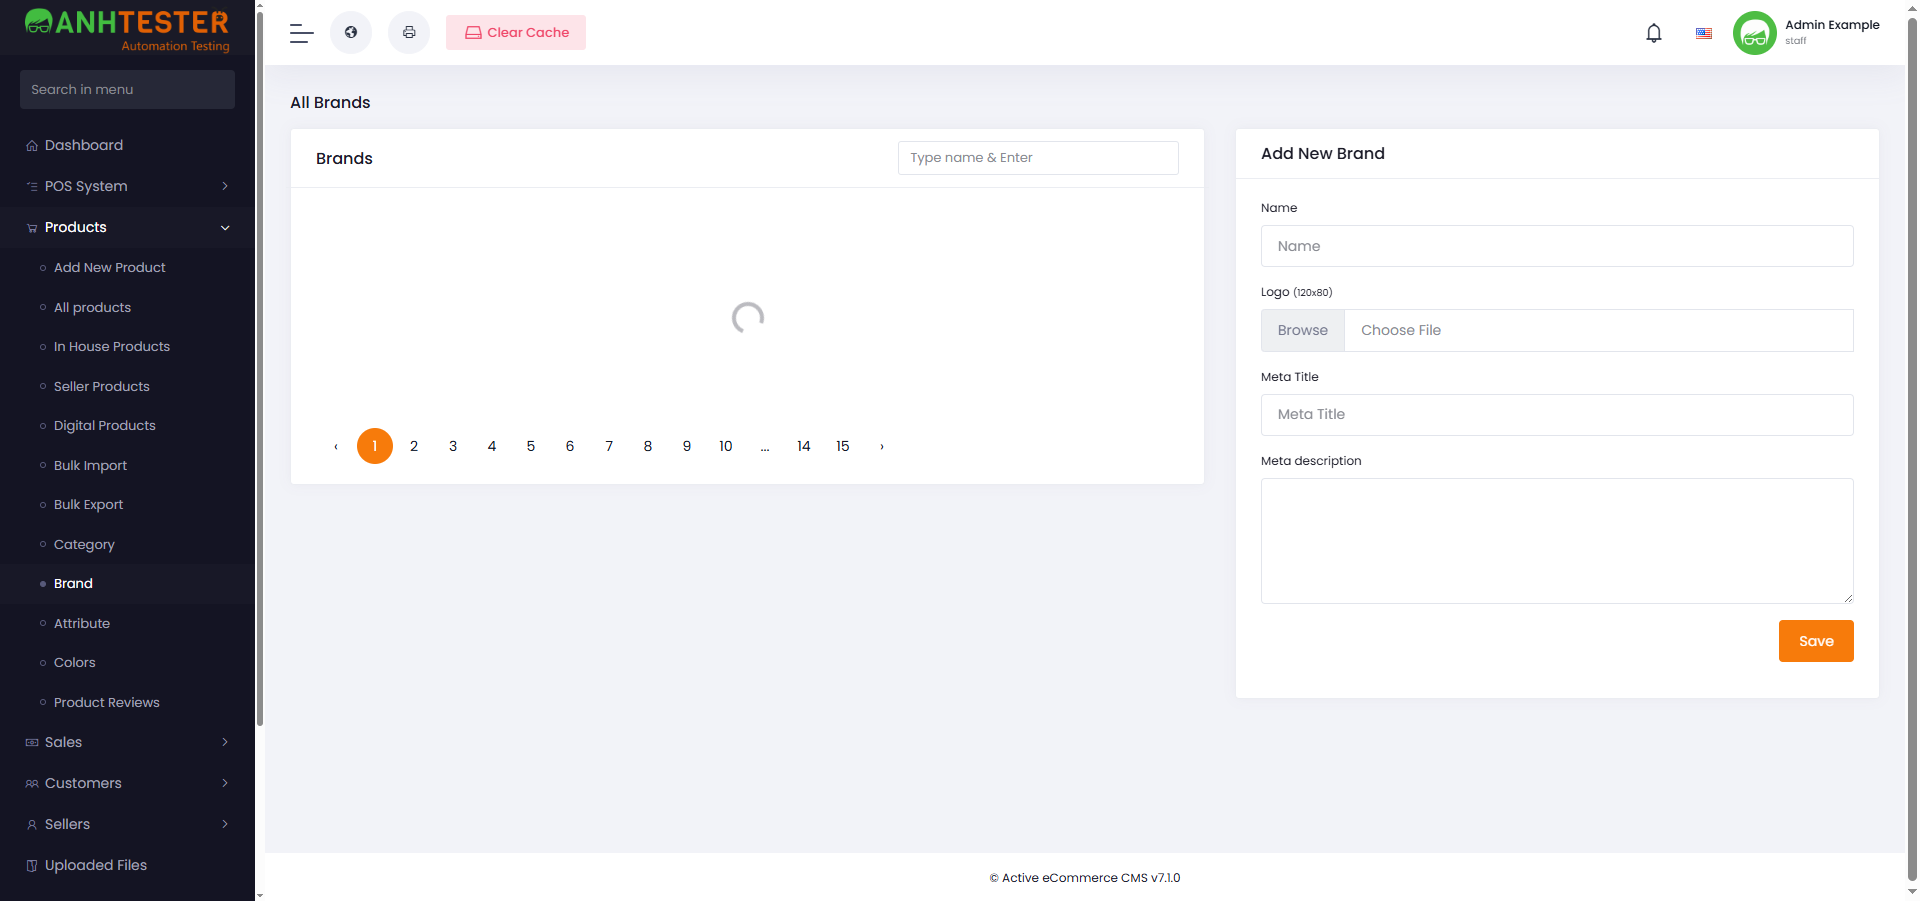 ANHTESTER
Automation Testing
Search in menu
Dashboard
POS System
Products
Add New Product
All products
In House Products
Seller Products
Digital Products
Bulk Import
Bulk Export
Category
Brand
Attribute
Colors
Product Reviews
Sales
Customers
Sellers
Uploaded Files
Clear Cache
Admin Example
staff
All Brands
Brands
Type name & Enter
‹ 1 2 3 4 5 6 7 8 9 10 ... 14 15 ›
Add New Brand
Name
Name
Logo (120x80)
Browse Choose File
Meta Title
Meta Title
Meta description
Save
© Active eCommerce CMS v7.1.0